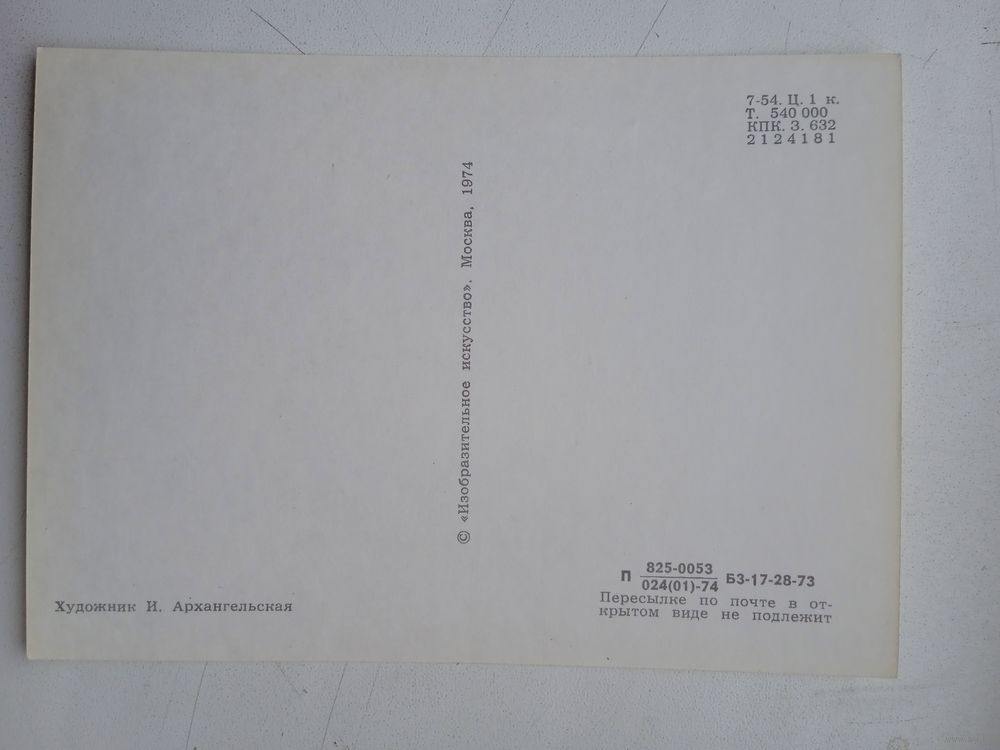 7-54. Ц. 1 к.
Т. 540 000
КПК. З. 632
2124181
© «Изобразительное искусство». Москва, 1974
Художник И. Архангельская
П 825-0053 БЗ-17-28-73
024(01)-74
Пересылке по почте в от-
крытом виде не подлежит